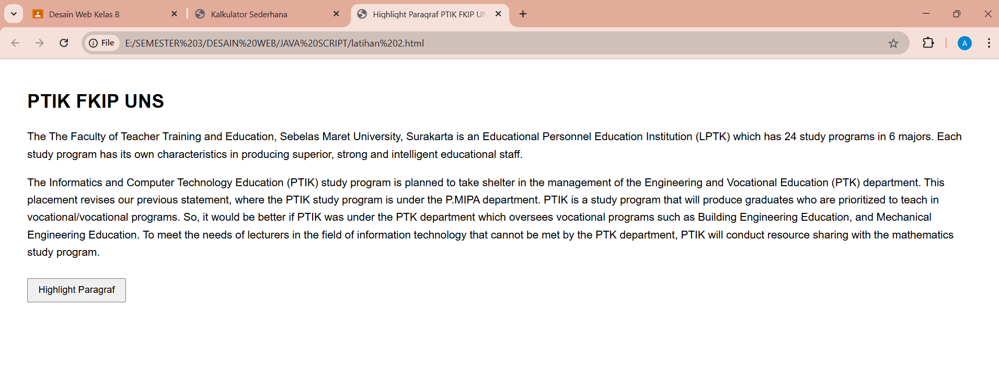 Desain Web Kelas B
Kalkulator Sederhana
Highlight Paragraf PTIK FKIP UN
File
E:/SEMESTER%203/DESAIN%20WEB/JAVA%20SCRIPT/latihan%202.html
A
PTIK FKIP UNS
The The Faculty of Teacher Training and Education, Sebelas Maret University, Surakarta is an Educational Personnel Education Institution (LPTK) which has 24 study programs in 6 majors. Each
study program has its own characteristics in producing superior, strong and intelligent educational staff.
The Informatics and Computer Technology Education (PTIK) study program is planned to take shelter in the management of the Engineering and Vocational Education (PTK) department. This
placement revises our previous statement, where the PTIK study program is under the P.MIPA department. PTIK is a study program that will produce graduates who are prioritized to teach in
vocational/vocational programs. So, it would be better if PTIK was under the PTK department which oversees vocational programs such as Building Engineering Education, and Mechanical
Engineering Education. To meet the needs of lecturers in the field of information technology that cannot be met by the PTK department, PTIK will conduct resource sharing with the mathematics
study program.
Highlight Paragraf